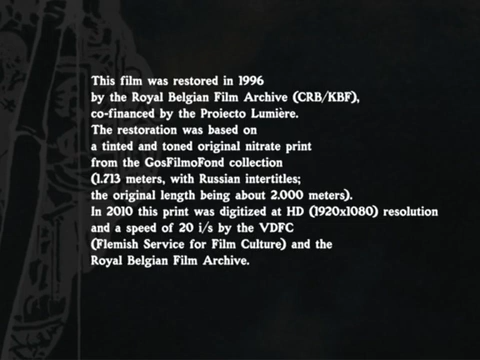 This film was restored in 1996
by the Royal Belgian Film Archive (CRB/KBF),
co-financed by the Proiecto Lumière.
The restoration was based on
a tinted and toned original nitrate print
from the GosFilmoFond collection
(1.713 meters, with Russian intertitles;
the original length being about 2.000 meters).
In 2010 this print was digitized at HD (1920x1080) resolution
and a speed of 20 i/s by the VDFC
(Flemish Service for Film Culture) and the
Royal Belgian Film Archive.